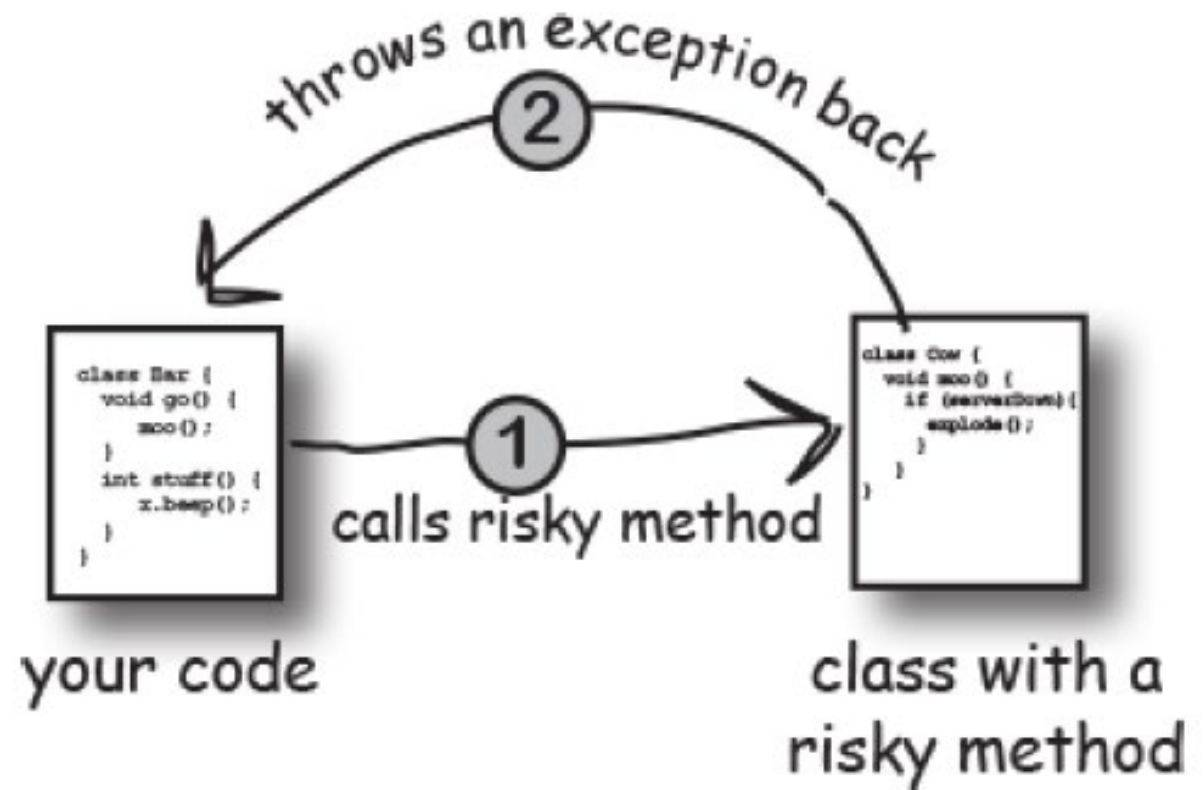 throws an exception back
2
class Bar {
void go() {
moo();
}
int stuff() {
x.beep();
}
}
1
calls risky method
class Cow {
void moo() {
if (serverDown){
explode();
}
}
}
your code
class with a
risky method